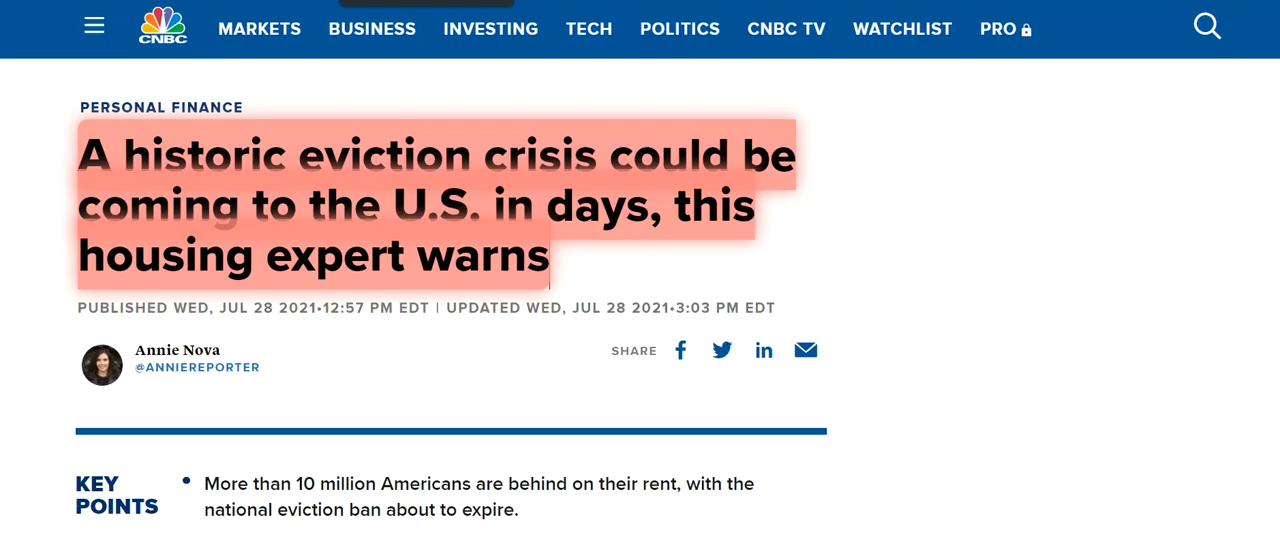 CNBC MARKETS BUSINESS INVESTING TECH POLITICS CNBC TV WATCHLIST PRO
PERSONAL FINANCE
A historic eviction crisis could be
coming to the U.S. in days, this
housing expert warns
PUBLISHED WED, JUL 28 2021•12:57 PM EDT | UPDATED WED, JUL 28 2021•3:03 PM EDT
Annie Nova
@ANNIEREPORTER
SHARE
KEY
POINTS
• More than 10 million Americans are behind on their rent, with the
national eviction ban about to expire.